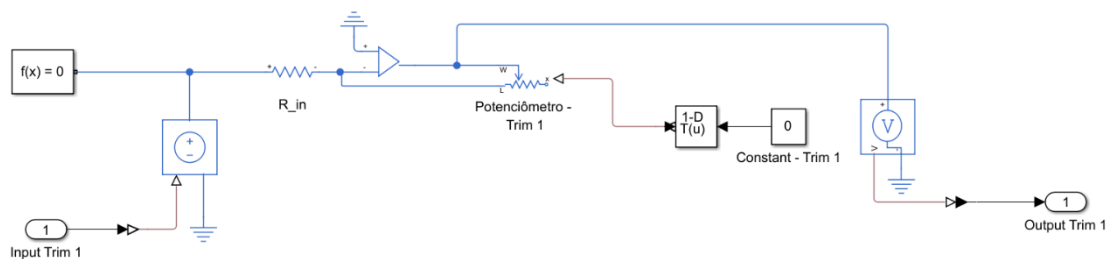 f(x) = 0
+
-
R_in
+
-
W
L
x
Potenciômetro -
Trim 1
1-D
T(u)
0
Constant - Trim 1
+
V
-
V
+
−
1
Input Trim 1
1
Output Trim 1